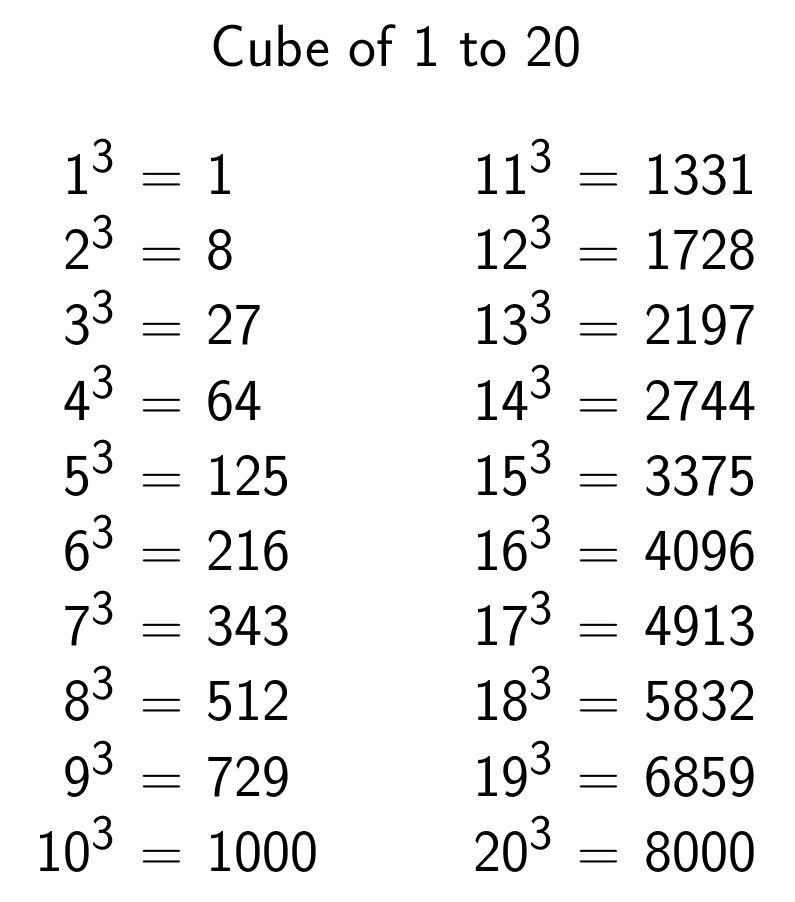 Cube of 1 to 20
1³ = 1
2³ = 8
3³ = 27
4³ = 64
5³ = 125
6³ = 216
7³ = 343
8³ = 512
9³ = 729
10³ = 1000
11³ = 1331
12³ = 1728
13³ = 2197
14³ = 2744
15³ = 3375
16³ = 4096
17³ = 4913
18³ = 5832
19³ = 6859
20³ = 8000